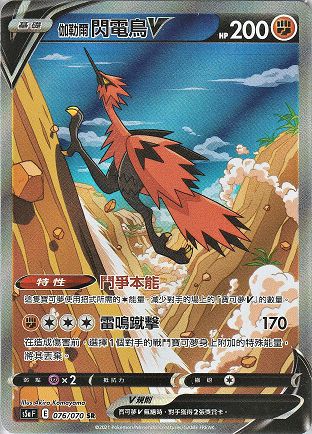 基礎
伽勒爾 閃電鳥V HP 200
特性 鬥爭本能
這隻寶可夢使用招式所需的能量,減少對手的場上的「寶可夢V」的數量。
雷鳴蹴擊 170
在造成傷害前,選擇1個對手的戰鬥寶可夢身上附加的特殊能量,
將其丟棄。
弱點 ×2 抵抗力
Illus. Akira Komayama
V規則
寶可夢V氣絕時,對手獲得2張獎賞卡。
s5a F E 076/070 SR
©2021 Pokémon/Nintendo/Creatures/GAME FREAK.